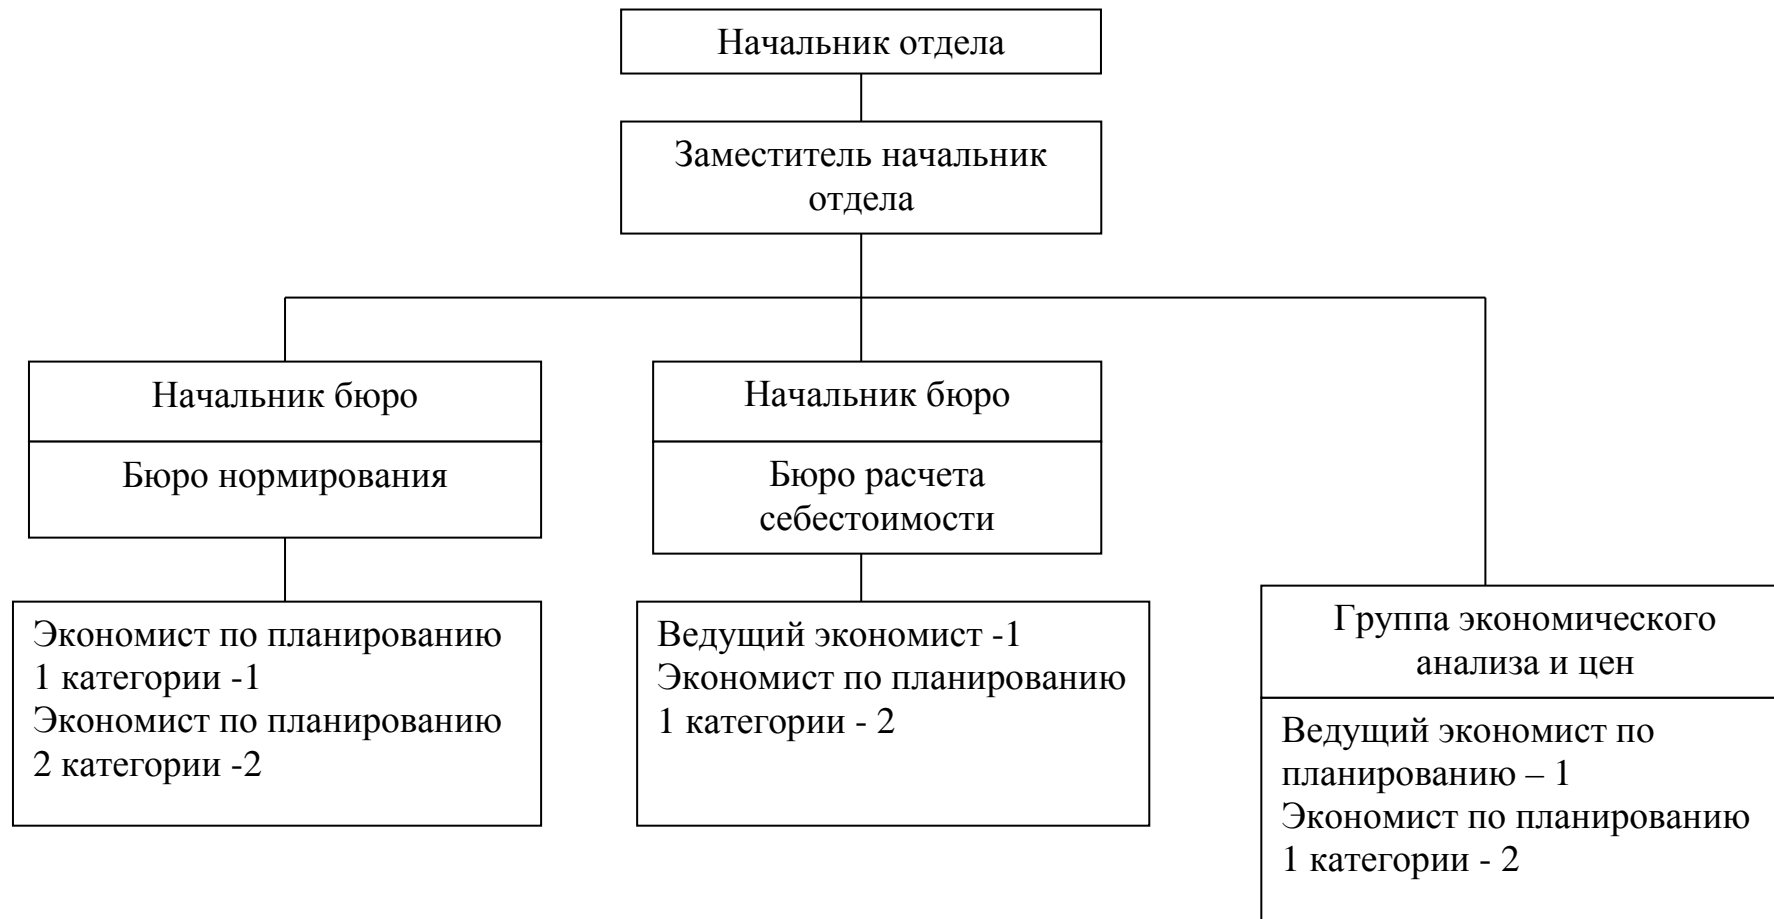 Начальник отдела
Заместитель начальник
отдела
Начальник бюро
Бюро нормирования
Экономист по планированию
1 категории -1
Экономист по планированию
2 категории -2
Начальник бюро
Бюро расчета
себестоимости
Ведущий экономист -1
Экономист по планированию
1 категории - 2
Группа экономического
анализа и цен
Ведущий экономист по
планированию – 1
Экономист по планированию
1 категории - 2